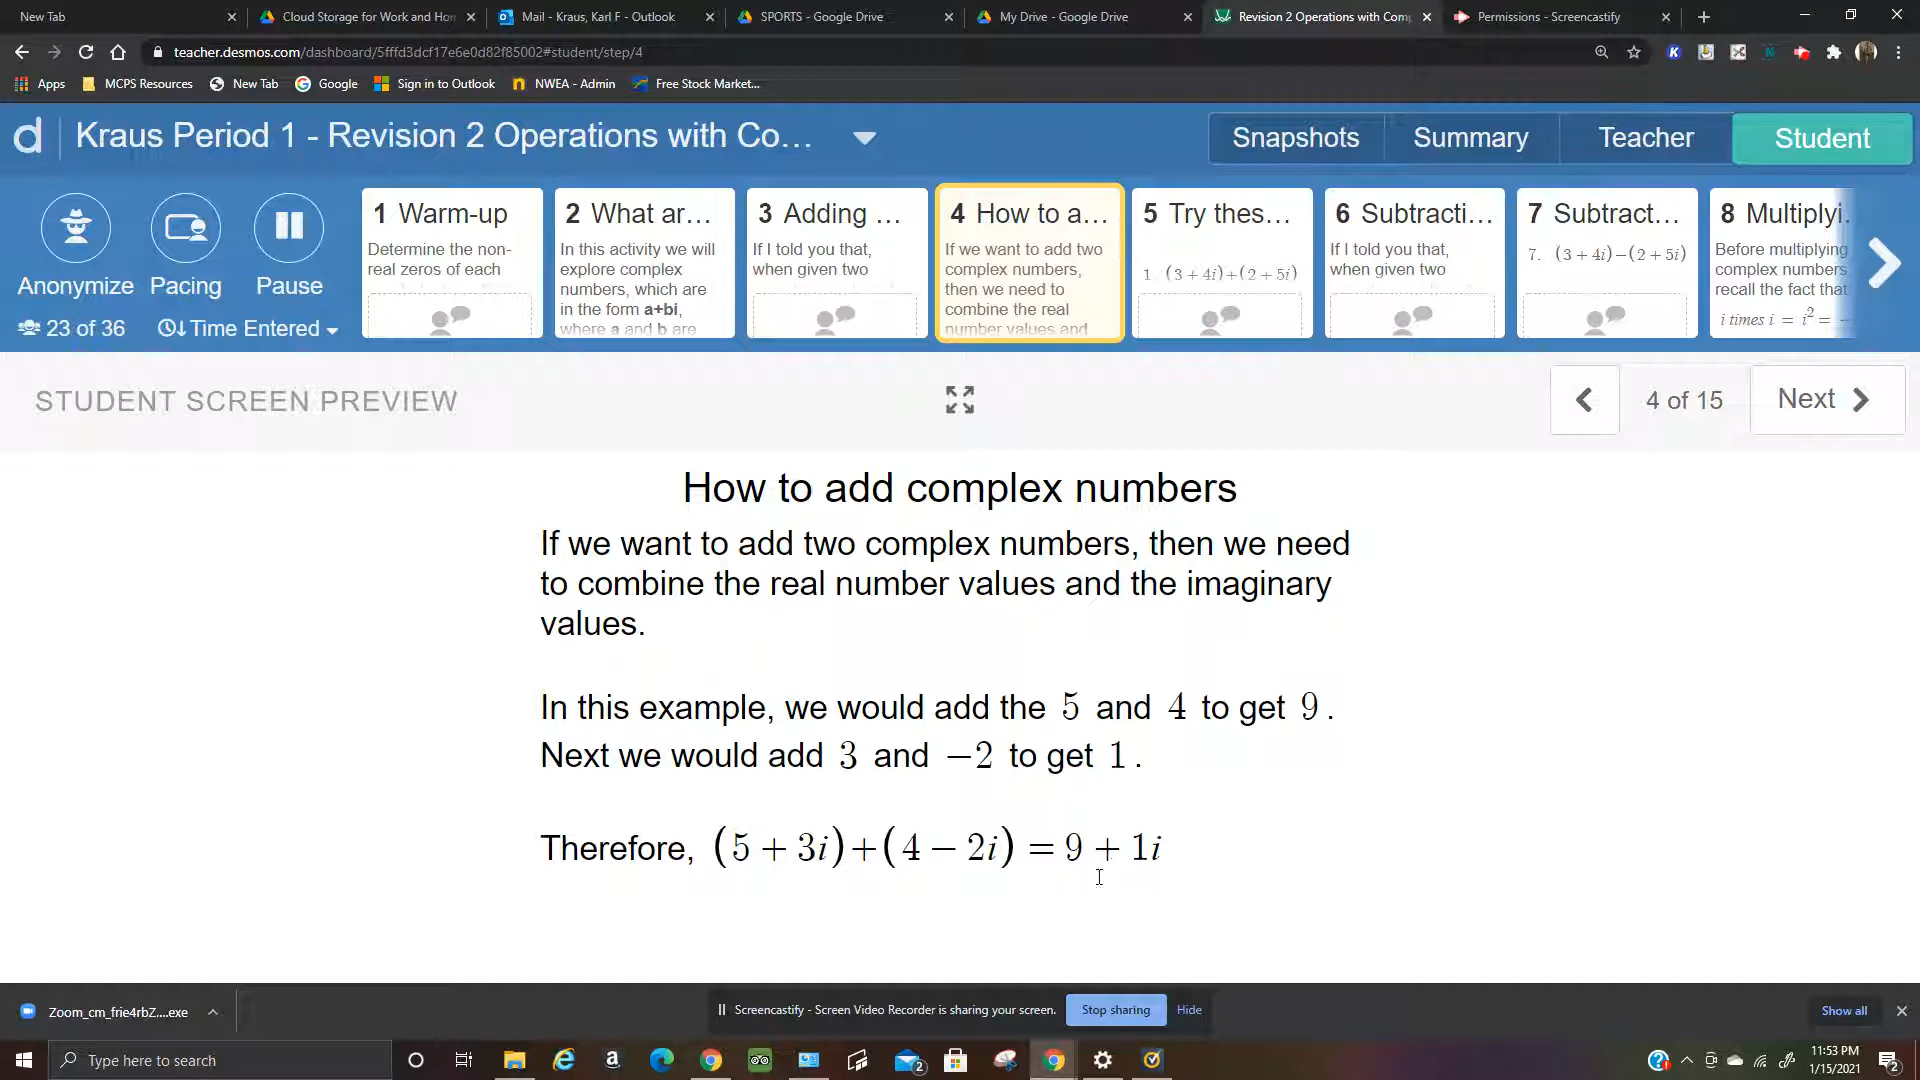 New Tab
Cloud Storage for Work and Hom
Mail - Kraus, Karl F - Outlook
SPORTS - Google Drive
My Drive - Google Drive
Revision 2 Operations with Comp
Permissions - Screencastify
teacher.desmos.com/dashboard/5fffd3dcf17e6e0d82f85002#student/step/4
Apps
MCPS Resources
New Tab
Google
Sign in to Outlook
NWEA - Admin
Free Stock Market...
d
Kraus Period 1 - Revision 2 Operations with Co...
Snapshots
Summary
Teacher
Student
Anonymize
Pacing
Pause
23 of 36
Time Entered
1 Warm-up
Determine the non-
real zeros of each
2 What ar...
In this activity we will
explore complex
numbers, which are
in the form a+bi,
where a and b are
3 Adding ...
If I told you that,
when given two
4 How to a...
If we want to add two
complex numbers,
then we need to
combine the real
number values and
5 Try thes...
1. (3 + 4i)+(2 + 5i)
6 Subtracti...
If I told you that,
when given two
7 Subtract...
7. (3 + 4i)−(2 + 5i)
8 Multiplyi.
Before multiplying
complex numbers
recall the fact that
i times i = i² = −
STUDENT SCREEN PREVIEW
4 of 15
Next
How to add complex numbers
If we want to add two complex numbers, then we need
to combine the real number values and the imaginary
values.
In this example, we would add the 5 and 4 to get 9.
Next we would add 3 and −2 to get 1.
Therefore, (5 + 3i)+(4 − 2i) = 9 + 1i
Zoom_cm_frie4rbZ....exe
Screencastify - Screen Video Recorder is sharing your screen.
Stop sharing
Hide
Show all
Type here to search
11:53 PM
1/15/2021